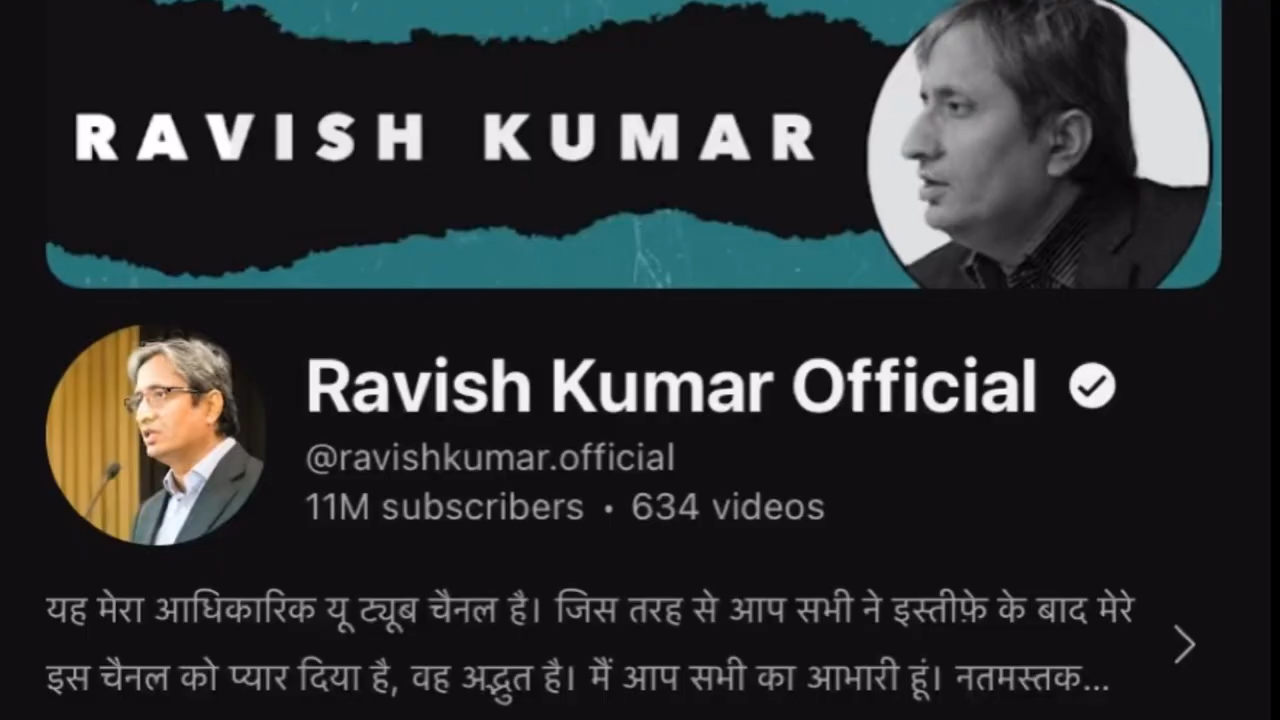 RAVISH KUMAR
Ravish Kumar Official
@ravishkumar.official
11M subscribers • 634 videos
यह मेरा आधिकारिक यू ट्यूब चैनल है। जिस तरह से आप सभी ने इस्तीफ़े के बाद मेरे
इस चैनल को प्यार दिया है, वह अद्भुत है। मैं आप सभी का आभारी हूं। नतमस्तक...